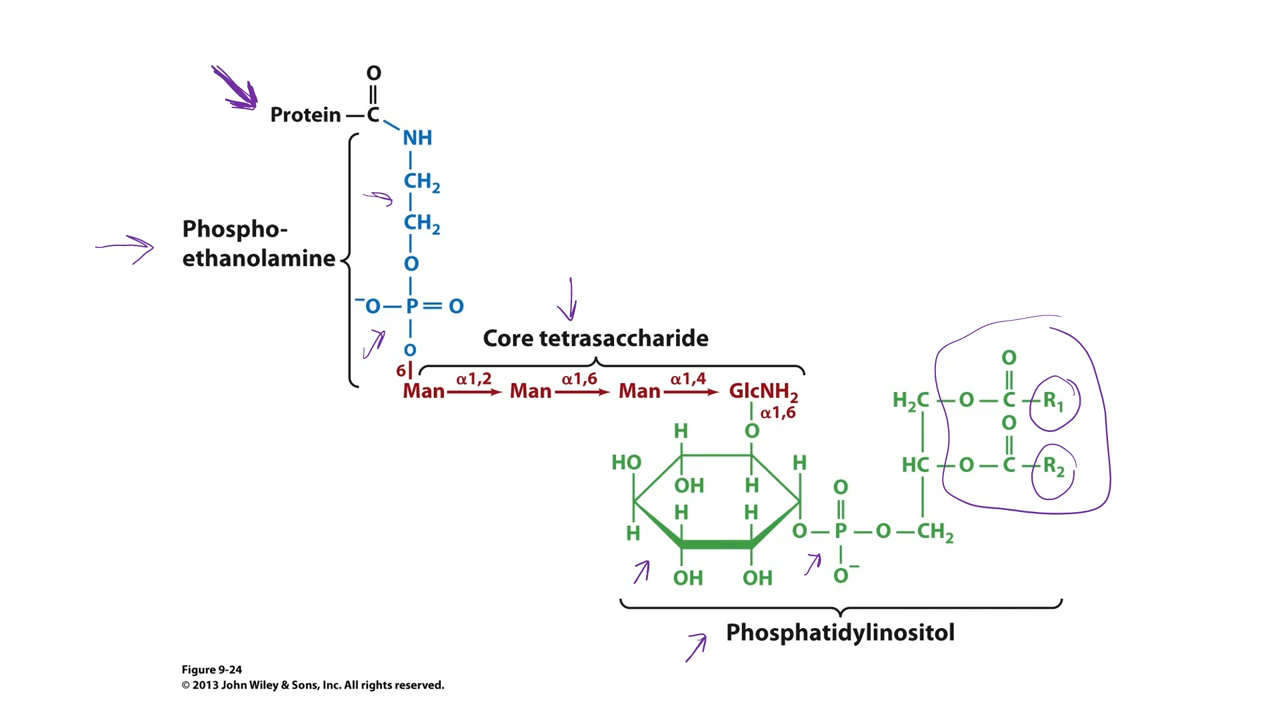 O
Protein—C
NH
CH₂
Phospho-
ethanolamine
CH₂
O
⁻O—P=O
O
Core tetrasaccharide
6
Man α1,2 Man α1,6 Man α1,4 GlcNH₂
α1,6
O
H
HO
OH
H
H
H
H
H
OH
OH
O—P—O—CH₂
O
O⁻
O
H₂C—O—C—R₁
O
HC—O—C—R₂
Phosphatidylinositol
Figure 9-24
© 2013 John Wiley & Sons, Inc. All rights reserved.